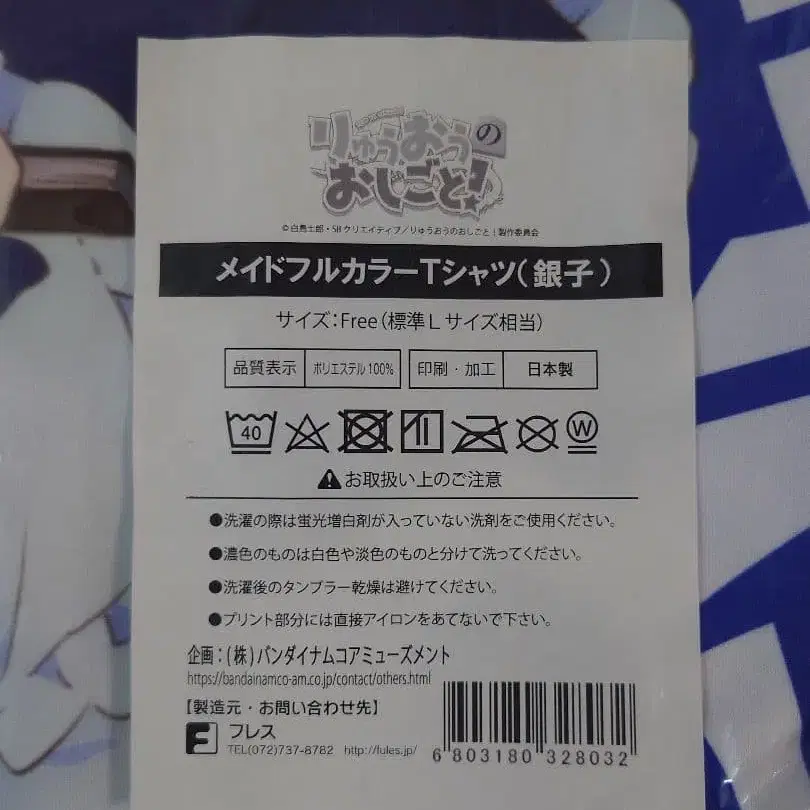 りゅうおうの
おしごと!
© 白鳥士郎・SBクリエイティブ／りゅうおうのおしごと！製作委員会
メイドフルカラーTシャツ(銀子)
サイズ:Free(標準Lサイズ相当)
品質表示 ポリエステル100% 印刷・加工 日本製
40 W
お取扱い上のご注意
●洗濯の際は蛍光増白剤が入っていない洗剤をご使用ください。
●濃色のものは白色や淡色のものと分けて洗ってください。
●洗濯後のタンブラー乾燥は避けてください。
●プリント部分には直接アイロンをあてないで下さい。
企画:(株)バンダイナムコアミューズメント
https://bandainamco-am.co.jp/contact/others.html
【製造元・お問い合わせ先】
フレス
TEL(072)737-8782 http://fules.jp/
6 803180 328032